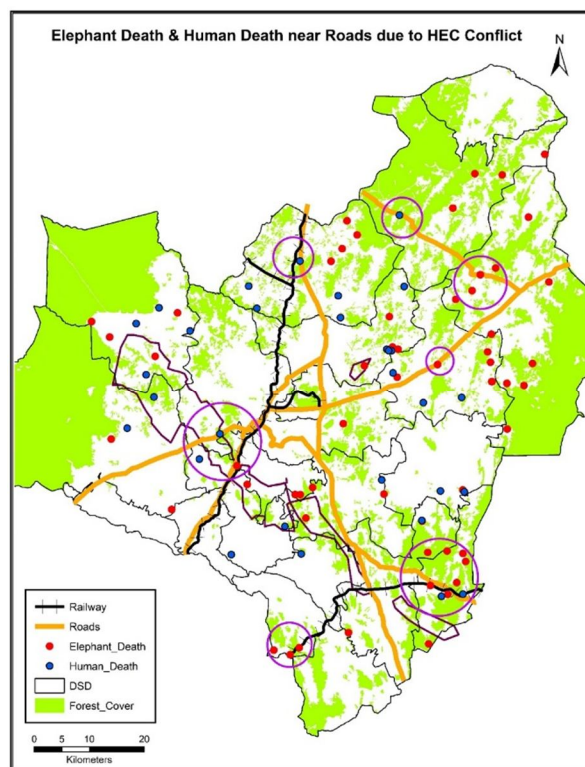 Elephant Death & Human Death near Roads due to HEC Conflict
N
Railway
Roads
Elephant_Death
Human_Death
DSD
Forest_Cover
0 5 10 20
Kilometers